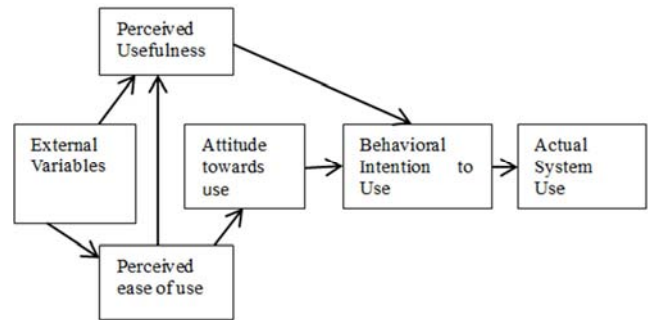 Perceived
Usefulness
External
Variables
Attitude
towards
use
Behavioral
Intention to
Use
Actual
System
Use
Perceived
ease of use